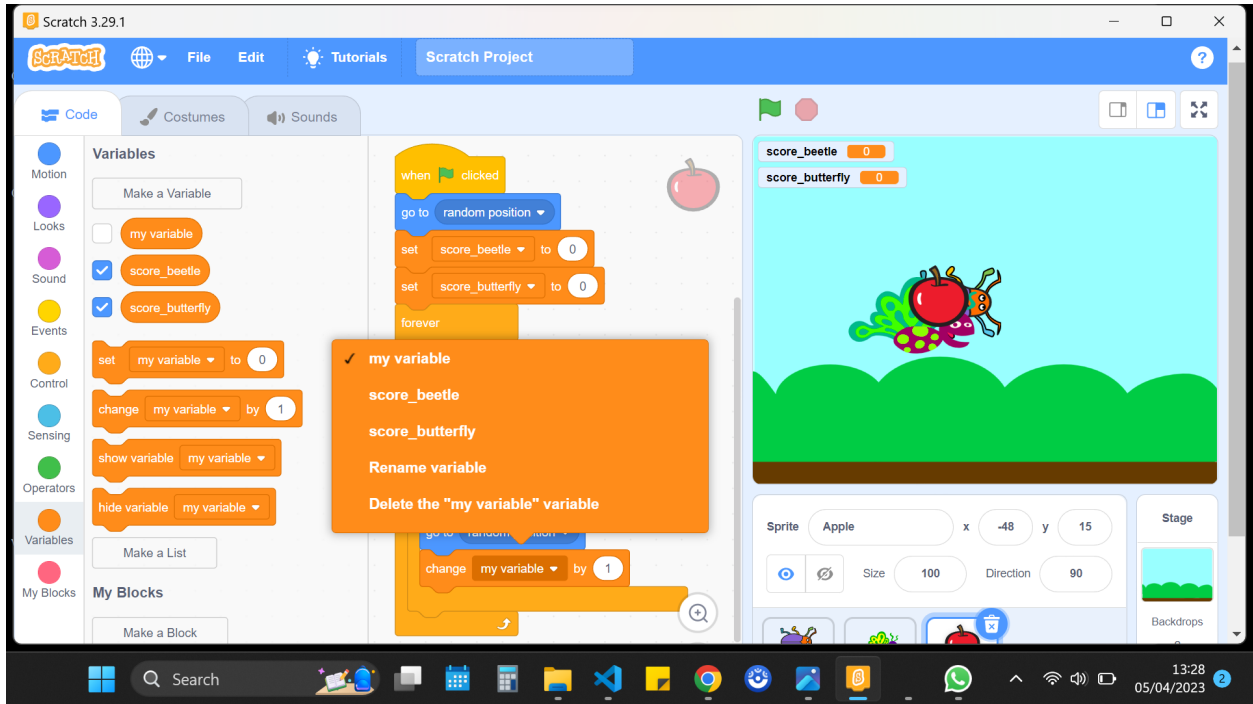 Scratch 3.29.1
SCRATCH File Edit Tutorials Scratch Project ?
Code Costumes Sounds
Motion
Looks
Sound
Events
Control
Sensing
Operators
Variables
My Blocks
Variables
Make a Variable
my variable
score_beetle
score_butterfly
set my variable to 0
change my variable by 1
show variable my variable
hide variable my variable
Make a List
My Blocks
Make a Block
when clicked
go to random position
set score_beetle to 0
set score_butterfly to 0
forever
my variable
score_beetle
score_butterfly
Rename variable
Delete the "my variable" variable
go to random position
change my variable by 1
score_beetle 0
score_butterfly 0
Sprite Apple x -48 y 15
Size 100 Direction 90
Stage
Backdrops
Search
13:28
05/04/2023 2